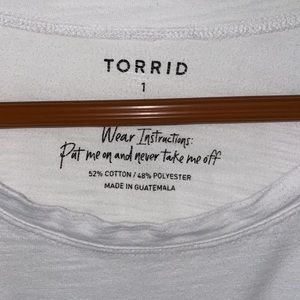 TORRID
1
Wear Instructions:
Put me on and never take me off
52% COTTON / 48% POLYESTER
MADE IN GUATEMALA